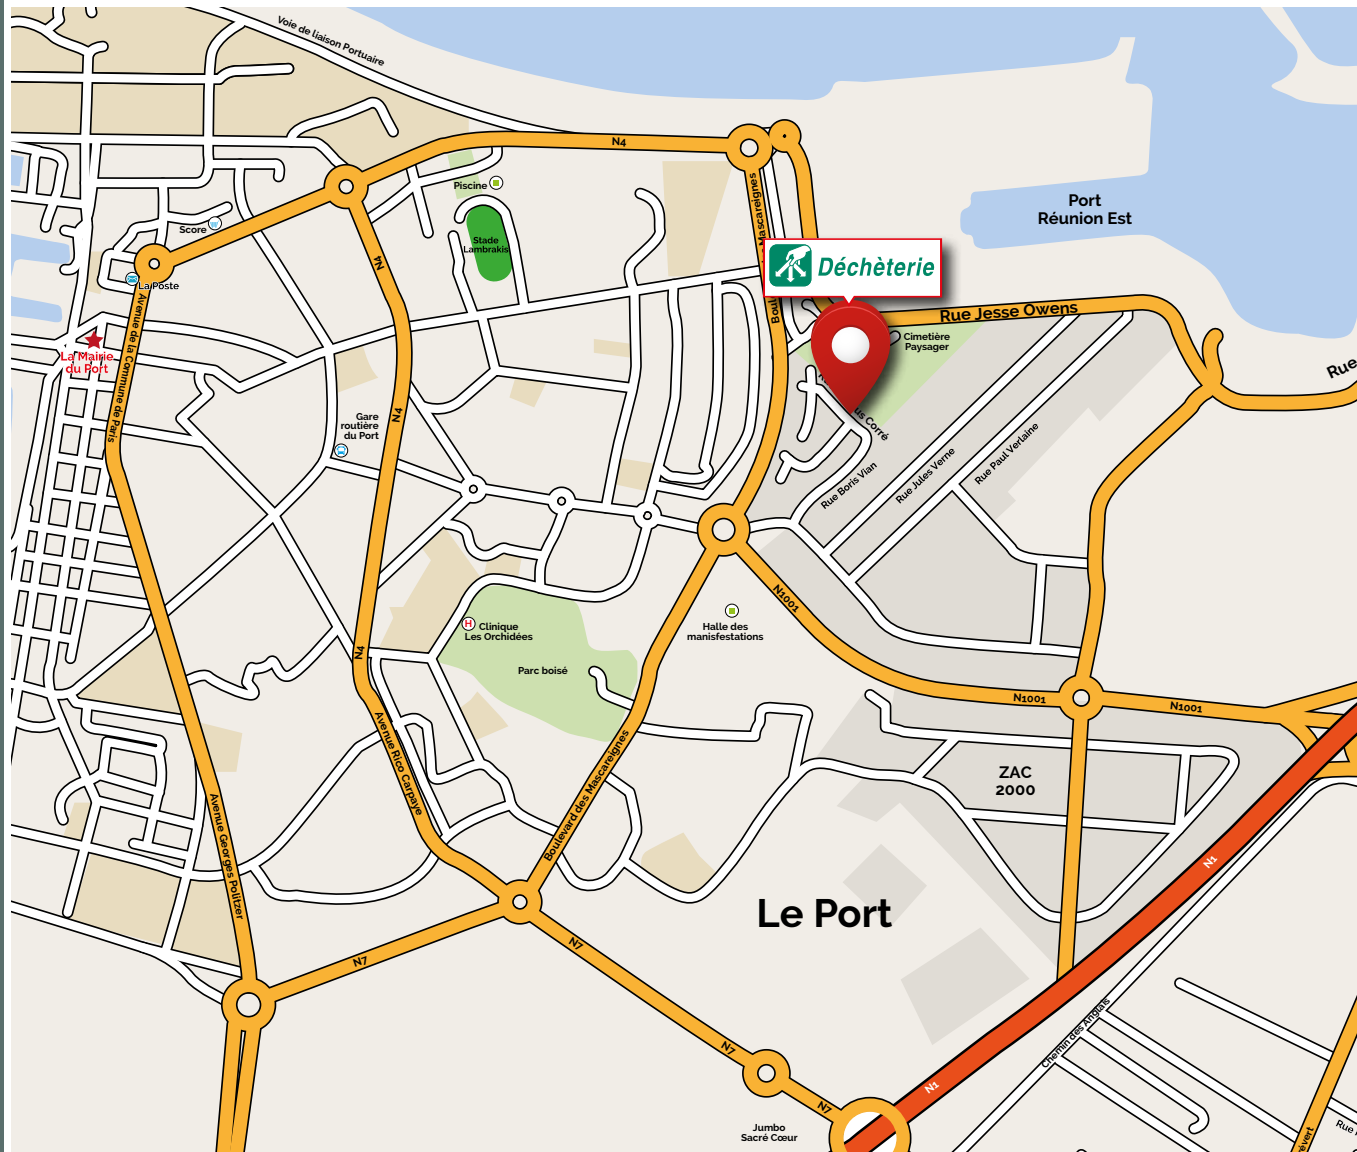 Voie de liaison Portuaire
N4
Piscine
Score
Stade
Lambrakis
N4
La Poste
Mascareignes
Port
Réunion Est
Déchèterie
Rue Jesse Owens
Cimetière
Paysager
La Mairie
du Port
Avenue de la Commune de Paris
Gare
routière
du Port
N4
Corré
Rue Boris Vian
Rue Jules Verne
Rue Paul Verlaine
Rue
N1001
Halle des
manisfestations
Clinique
Les Orchidées
Parc boisé
N4
N1001
N1001
Avenue Rico Carpaye
Boulevard des Mascareignes
ZAC
2000
Avenue Georges Politzer
N1
Le Port
N7
N7
N7
N7
N1
Chemin des Anglais
Jumbo
Sacré Cœur
Rue